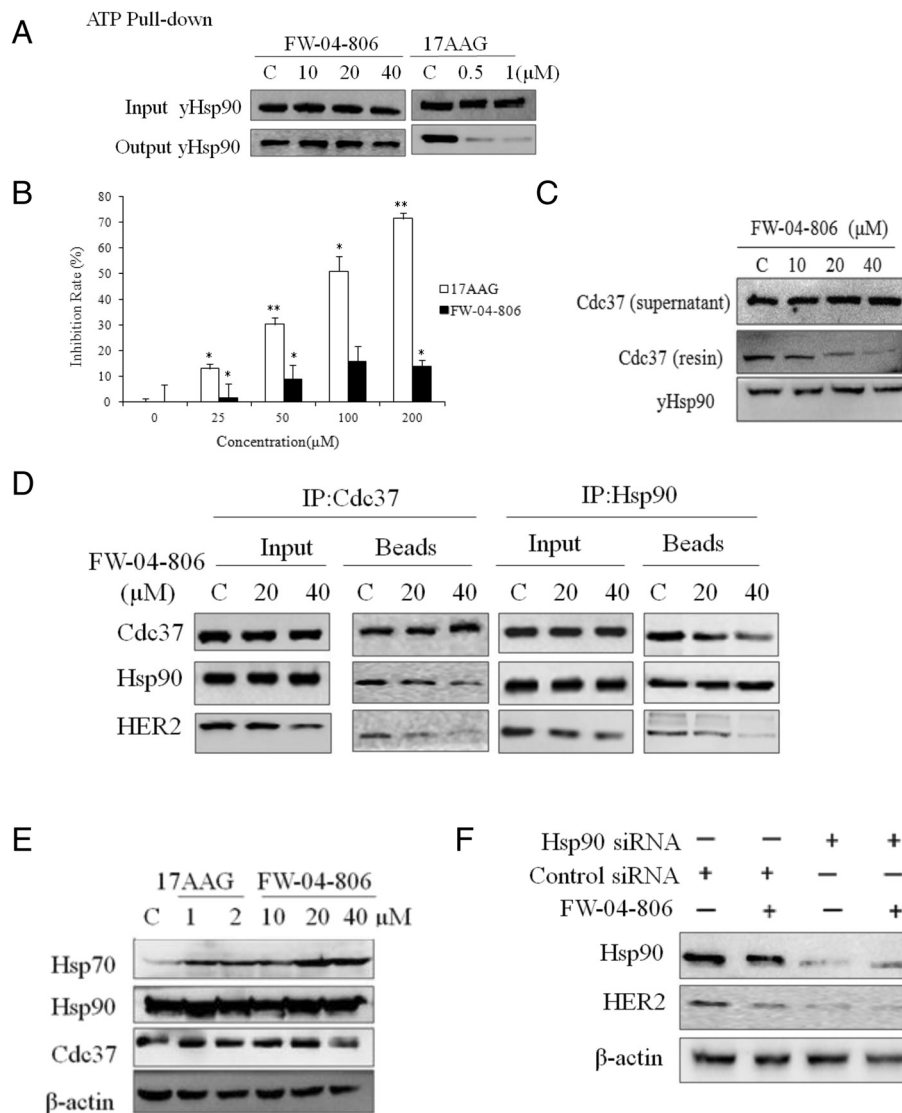 A
ATP Pull-down
FW-04-806 17AAG
C 10 20 40 C 0.5 1(μM)
Input yHsp90
Output yHsp90
B
80
70
60
50
40
30
20
10
0
Inhibition Rate (%)
* * ** * * ** *
17AAG
FW-04-806
0 25 50 100 200
Concentration(μM)
C
FW-04-806 (μM)
C 10 20 40
Cdc37 (supernatant)
Cdc37 (resin)
yHsp90
D
IP:Cdc37 IP:Hsp90
Input Beads Input Beads
FW-04-806
(μM)
C 20 40 C 20 40 C 20 40 C 20 40
Cdc37
Hsp90
HER2
E
17AAG FW-04-806
C 1 2 10 20 40 μM
Hsp70
Hsp90
Cdc37
β-actin
F
Hsp90 siRNA − − + +
Control siRNA + + − −
FW-04-806 − + − +
Hsp90
HER2
β-actin